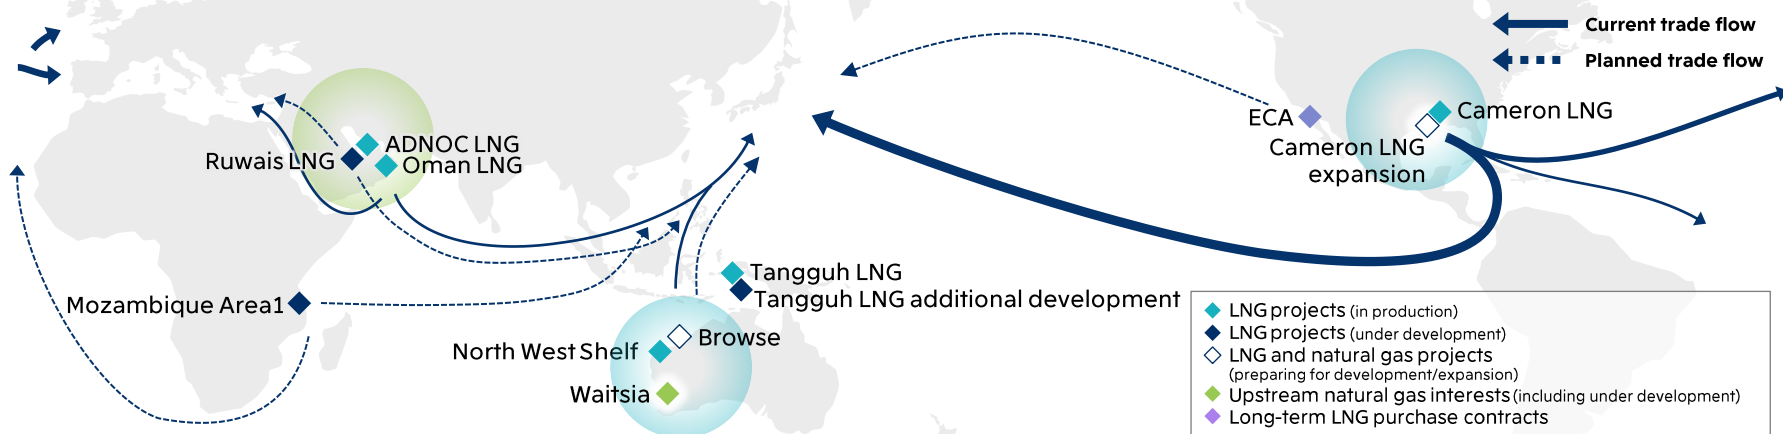 Current trade flow
Planned trade flow
ECA
Cameron LNG
Cameron LNG
expansion
Ruwais LNG
ADNOC LNG
Oman LNG
Mozambique Area1
Tangguh LNG
Tangguh LNG additional development
North West Shelf
Browse
Waitsia
LNG projects (in production)
LNG projects (under development)
LNG and natural gas projects
(preparing for development/expansion)
Upstream natural gas interests (including under development)
Long-term LNG purchase contracts